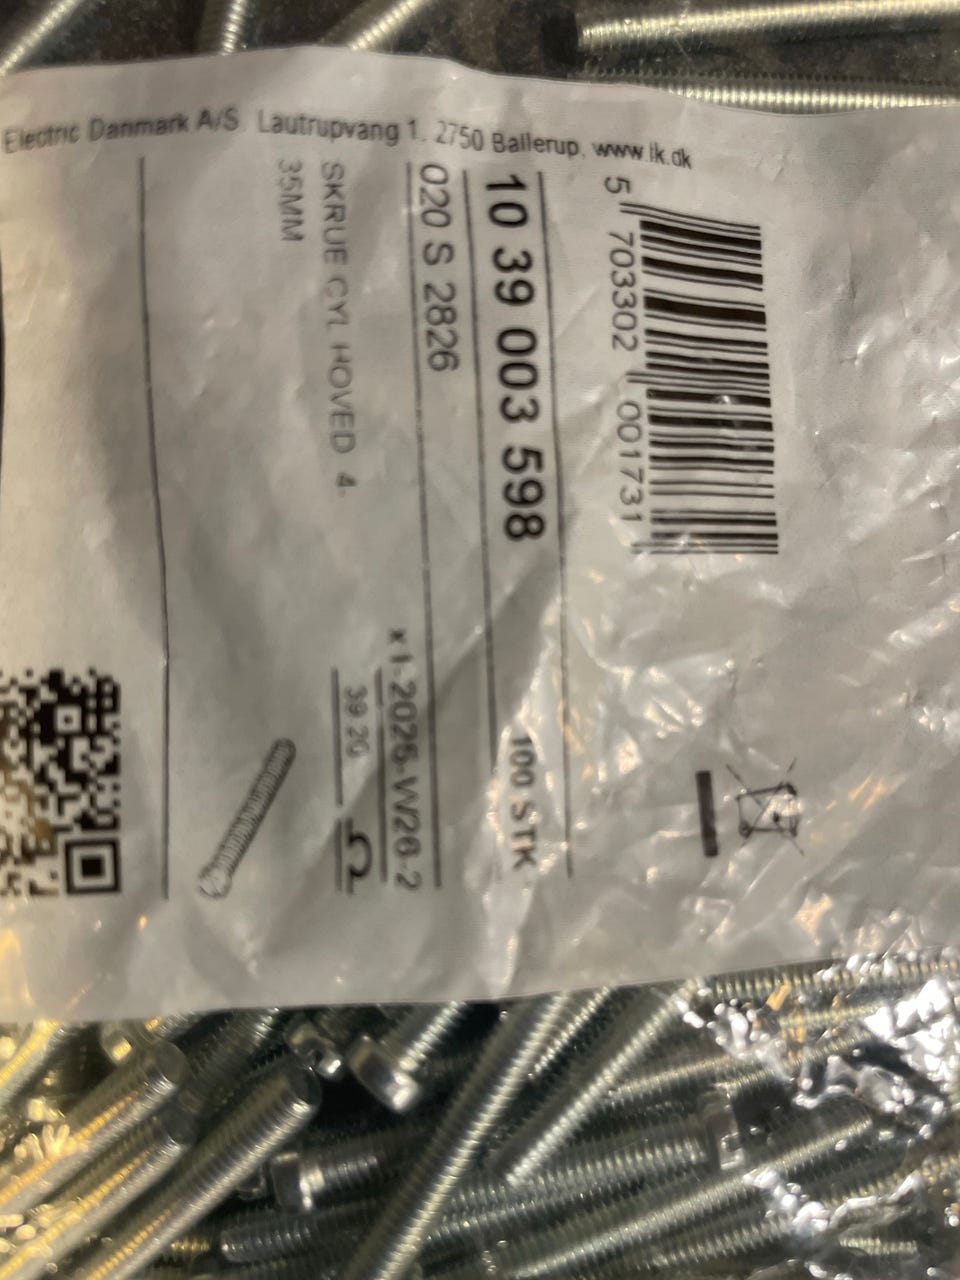 Electric Danmark A/S Lautrupvang 1. 2750 Ballerup, www.lk.dk
5 703302 001731
10 39 003 598
100 STK
020 S 2826
x1-2025-W26-2
SKRUE CYL HOVED 4-
35MM
39 20